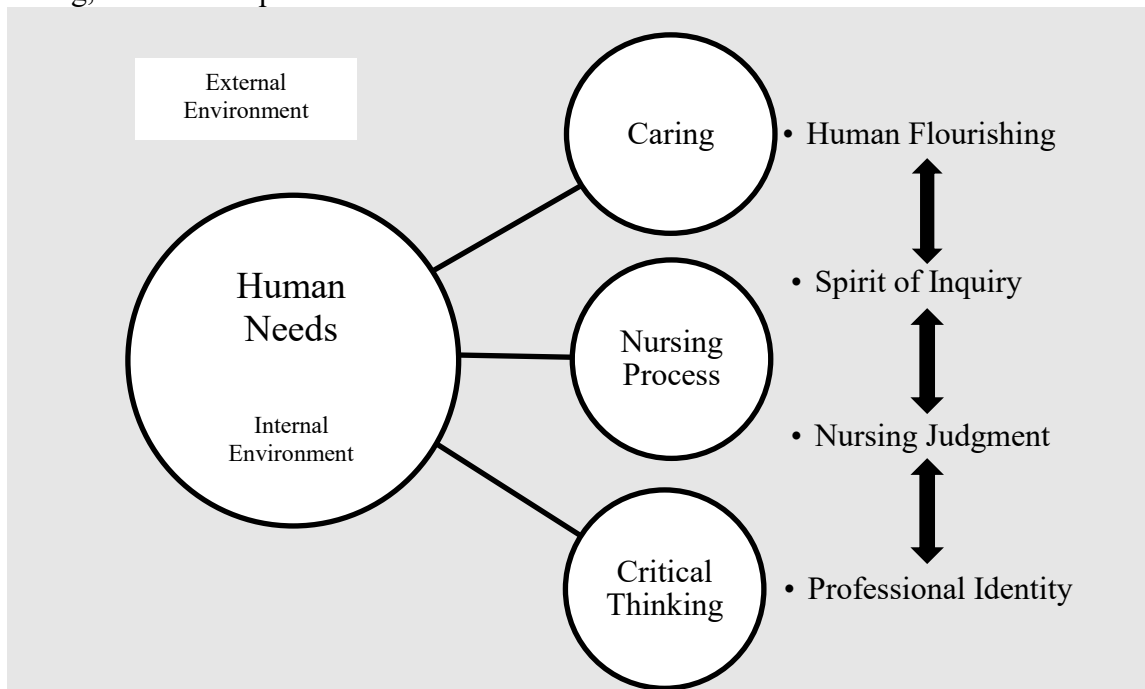 External
Environment
Caring
• Human Flourishing
Human
Needs
• Spirit of Inquiry
Nursing
Process
Internal
Environment
• Nursing Judgment
Critical
Thinking
• Professional Identity